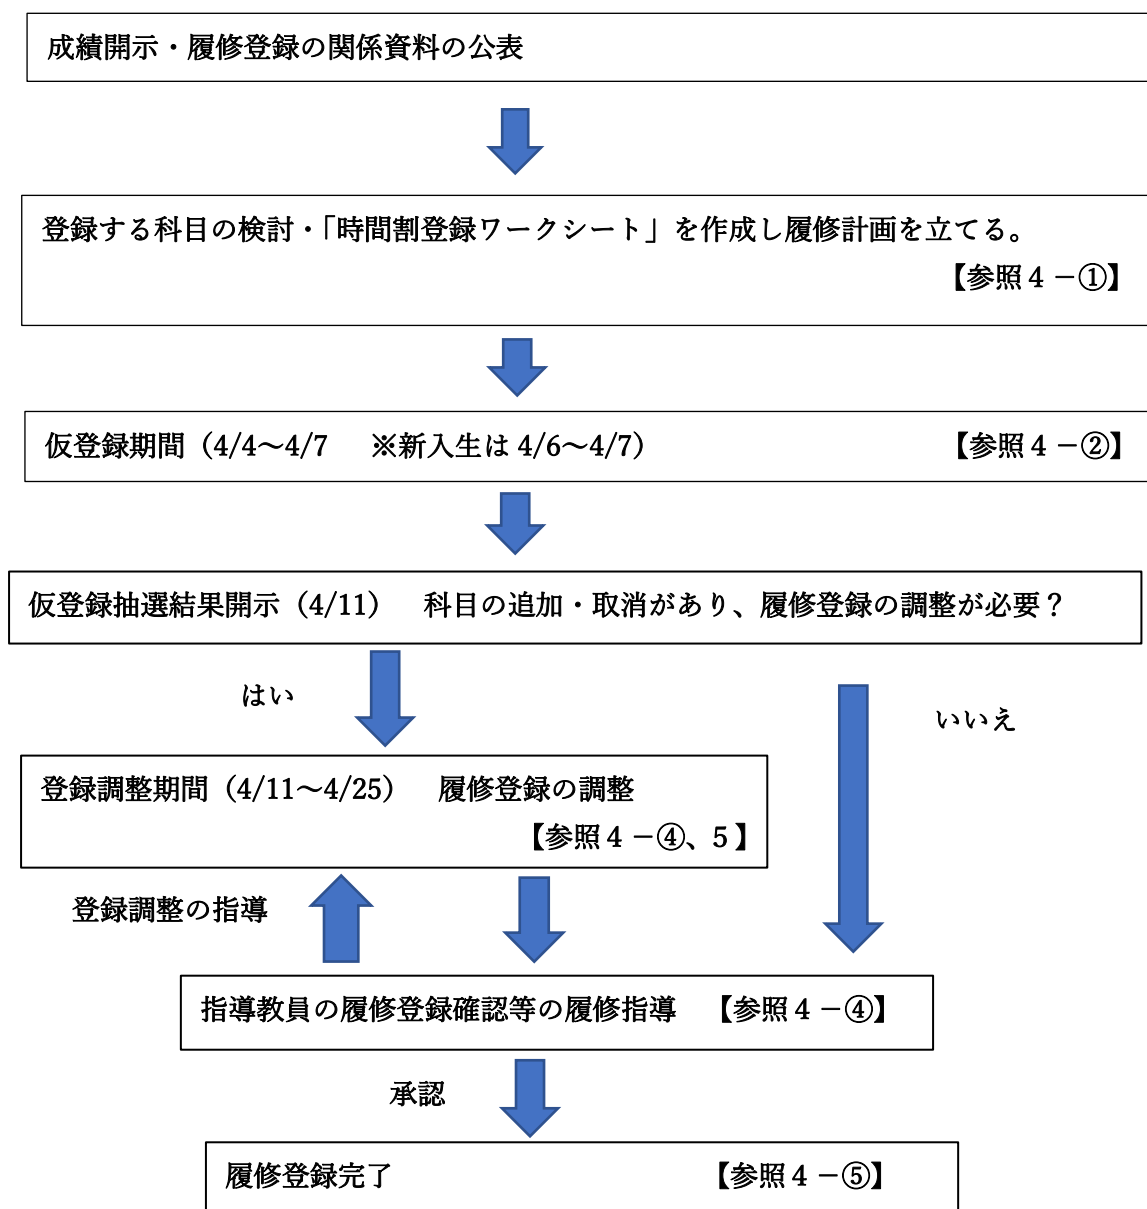 成績開示・履修登録の関係資料の公表
登録する科目の検討・「時間割登録ワークシート」を作成し履修計画を立てる。
【参照４－①】
仮登録期間（4/4～4/7　※新入生は 4/6～4/7）　【参照４－②】
仮登録抽選結果開示（4/11）　科目の追加・取消があり、履修登録の調整が必要？
はい
いいえ
登録調整期間（4/11～4/25）　履修登録の調整
【参照４－④、５】
登録調整の指導
指導教員の履修登録確認等の履修指導　【参照４－④】
承認
履修登録完了　【参照４－⑤】